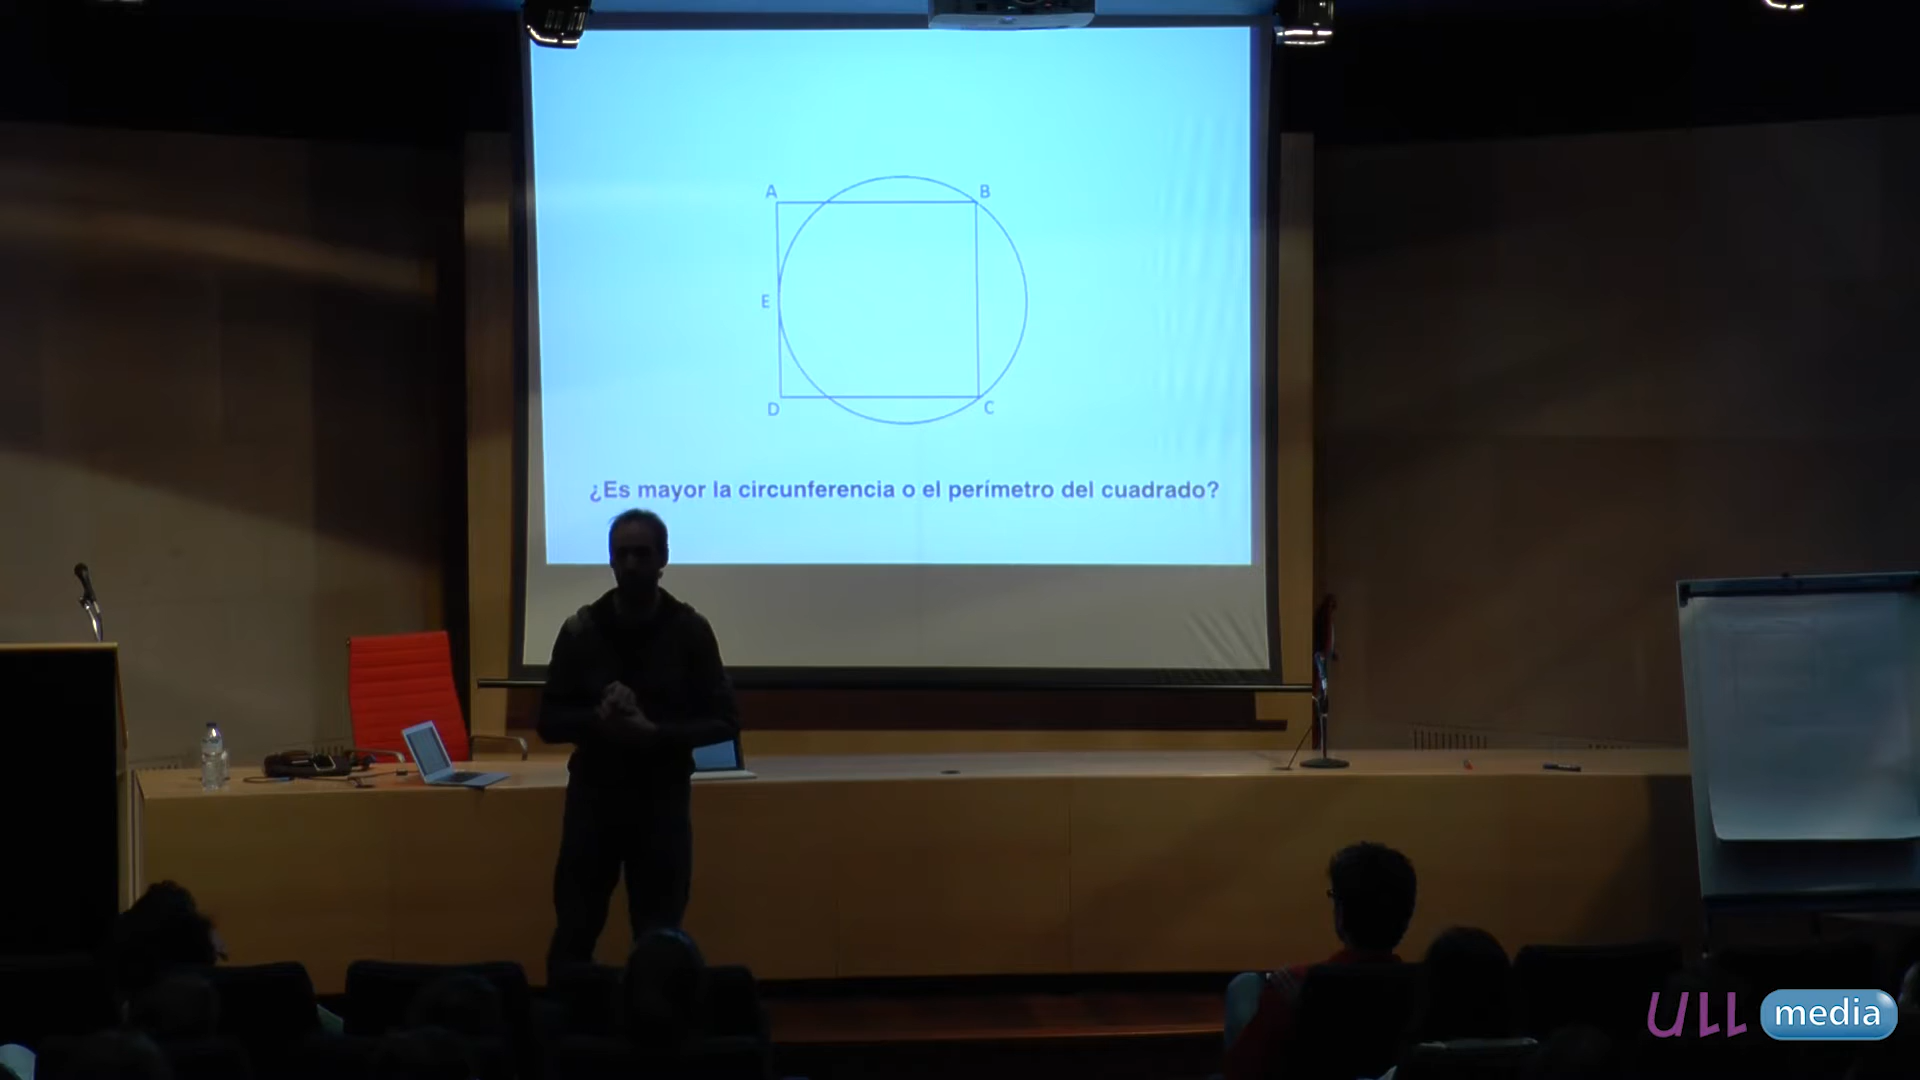 A
B
E
D
C
¿Es mayor la circunferencia o el perímetro del cuadrado?
ULL media